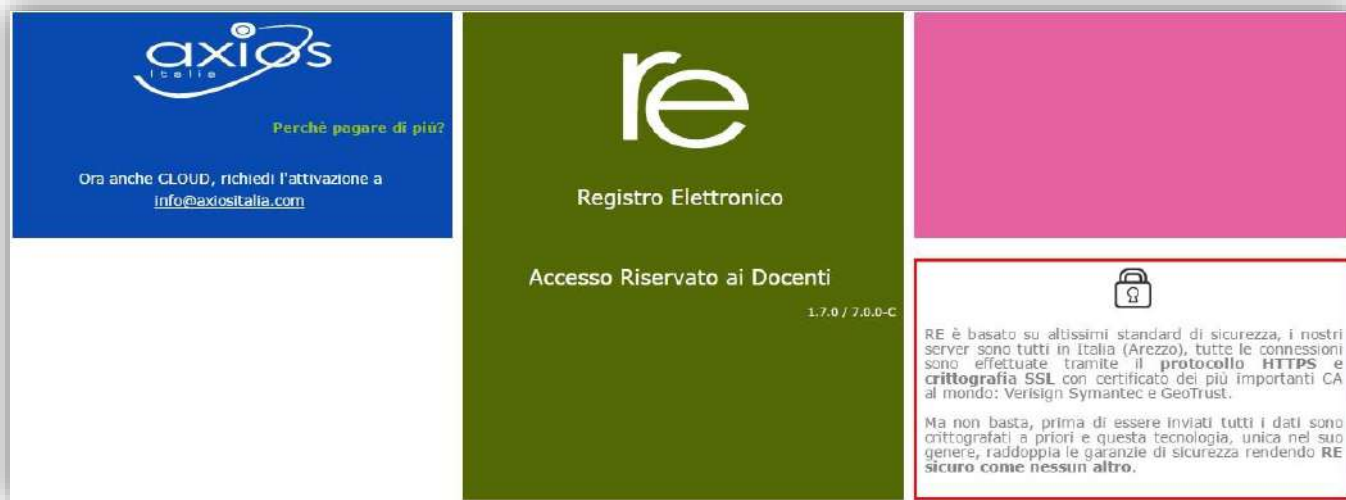 axios
Italia
Perchè pagare di più?
Ora anche CLOUD, richiedi l'attivazione a
info@axiositalia.com
re
Registro Elettronico
Accesso Riservato ai Docenti
1.7.0 / 7.0.0-C
RE è basato su altissimi standard di sicurezza, i nostri
server sono tutti in Italia (Arezzo), tutte le connessioni
sono effettuate tramite il protocollo HTTPS e
crittografia SSL con certificato dei più importanti CA
al mondo: Verisign Symantec e GeoTrust.
Ma non basta, prima di essere inviati tutti i dati sono
crittografati a priori e questa tecnologia, unica nel suo
genere, raddoppia le garanzie di sicurezza rendendo RE
sicuro come nessun altro.